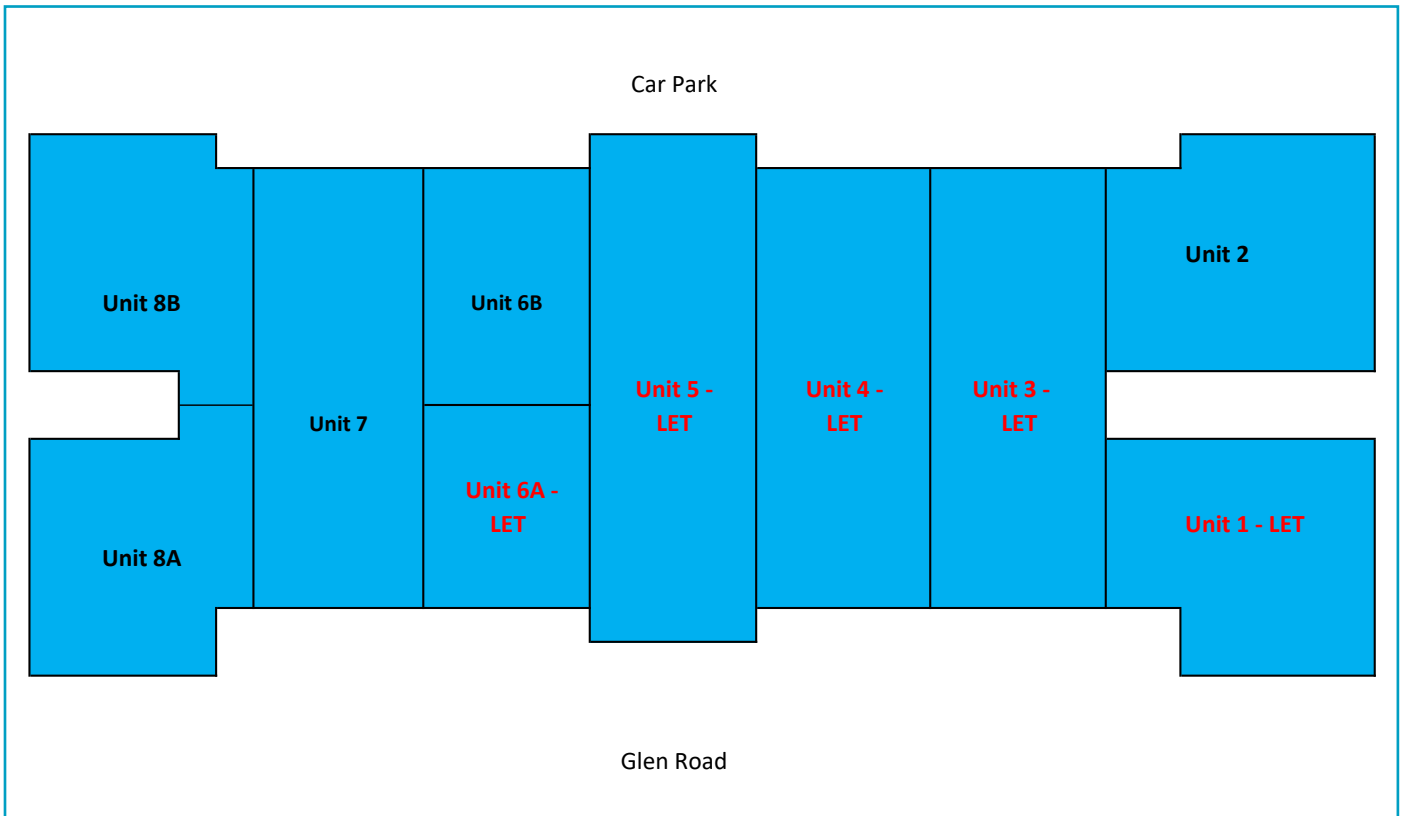 Car Park
Unit 2
Unit 8B
Unit 6B
Unit 5 -
LET
Unit 4 -
LET
Unit 3 -
LET
Unit 7
Unit 6A -
LET
Unit 1 - LET
Unit 8A
Glen Road